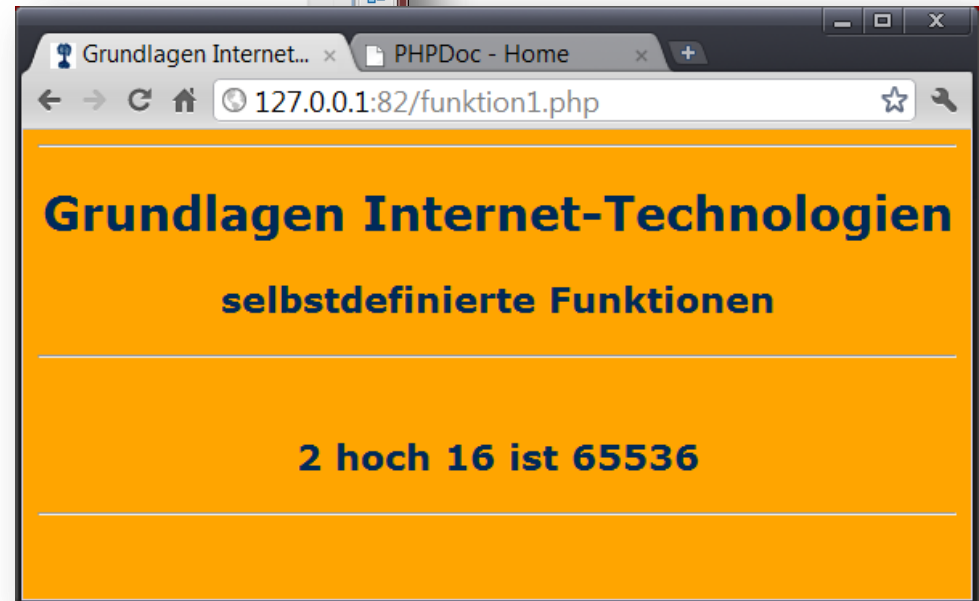 Grundlagen Internet... PHPDoc - Home
127.0.0.1:82/funktion1.php
Grundlagen Internet-Technologien
selbstdefinierte Funktionen
2 hoch 16 ist 65536